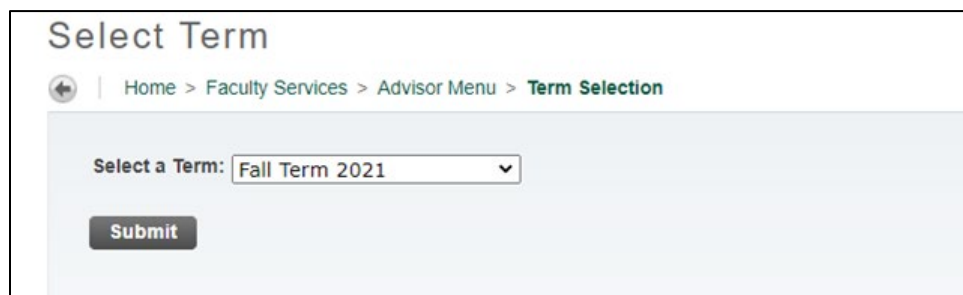 Select Term
Home > Faculty Services > Advisor Menu > Term Selection
Select a Term: Fall Term 2021
Submit